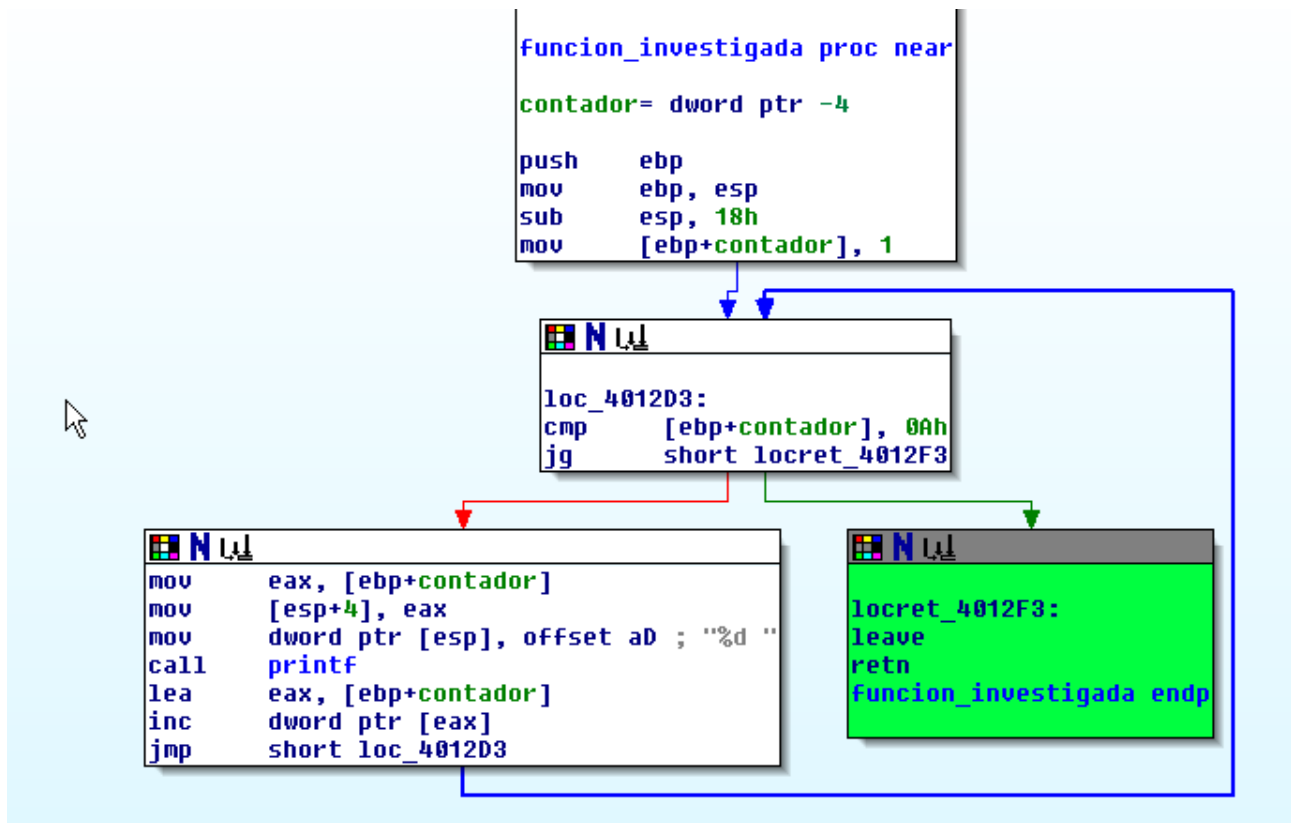 funcion_investigada proc near
contador= dword ptr -4
push ebp
mov ebp, esp
sub esp, 18h
mov [ebp+contador], 1
N
loc_4012D3:
cmp [ebp+contador], 0Ah
jg short locret_4012F3
N
mov eax, [ebp+contador]
mov [esp+4], eax
mov dword ptr [esp], offset aD ; "%d "
call printf
lea eax, [ebp+contador]
inc dword ptr [eax]
jmp short loc_4012D3
N
locret_4012F3:
leave
retn
funcion_investigada endp